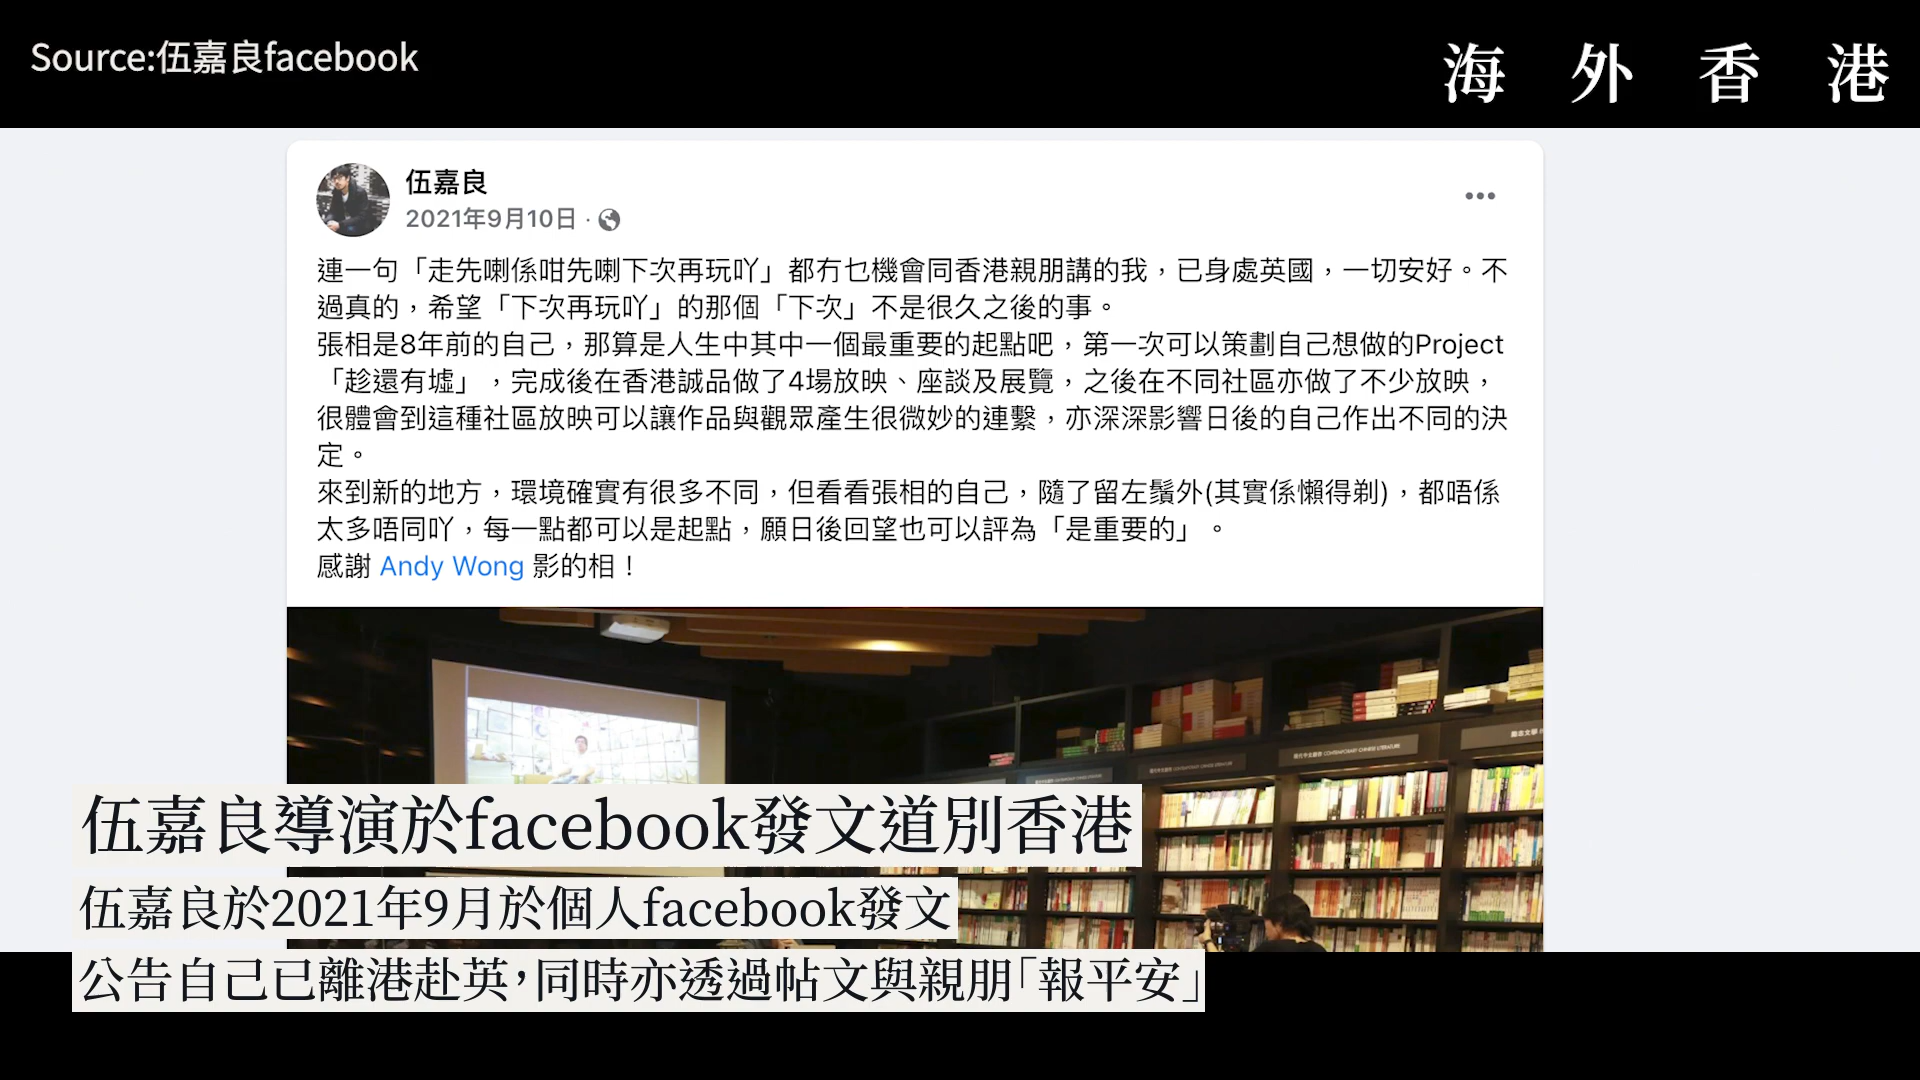 Source:伍嘉良facebook
海外香港
伍嘉良
2021年9月10日 ·
連一句「走先喇係咁先喇下次再玩吖」都冇乜機會同香港親朋講的我，已身處英國，一切安好。不
過真的，希望「下次再玩吖」的那個「下次」不是很久之後的事。
張相是8年前的自己，那算是人生中其中一個最重要的起點吧，第一次可以策劃自己想做的Project
「趁還有墟」，完成後在香港誠品做了4場放映、座談及展覽，之後在不同社區亦做了不少放映，
很體會到這種社區放映可以讓作品與觀眾產生很微妙的連繫，亦深深影響日後的自己作出不同的決
定。
來到新的地方，環境確實有很多不同，但看看張相的自己，隨了留左鬚外(其實係懶得剃)，都唔係
太多唔同吖，每一點都可以是起點，願日後回望也可以評為「是重要的」。
感謝 Andy Wong 影的相！
伍嘉良導演於facebook發文道別香港
伍嘉良於2021年9月於個人facebook發文
公告自己已離港赴英，同時亦透過帖文與親朋「報平安」